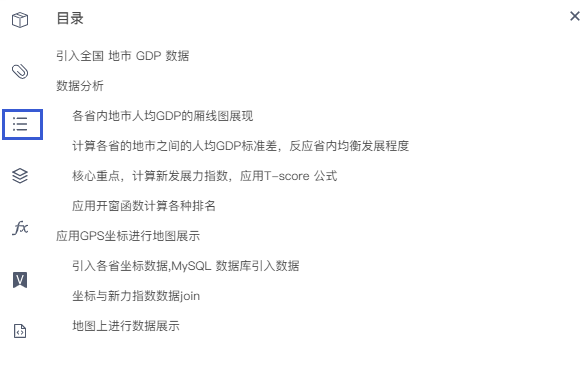 目录
引入全国 地市 GDP 数据
数据分析
各省内地市人均GDP的厢线图展现
计算各省的地市之间的人均GDP标准差，反应省内均衡发展程度
核心重点，计算新发展力指数，应用T-score 公式
应用开窗函数计算各种排名
应用GPS坐标进行地图展示
引入各省坐标数据,MySQL 数据库引入数据
坐标与新力指数数据join
地图上进行数据展示
fx
V